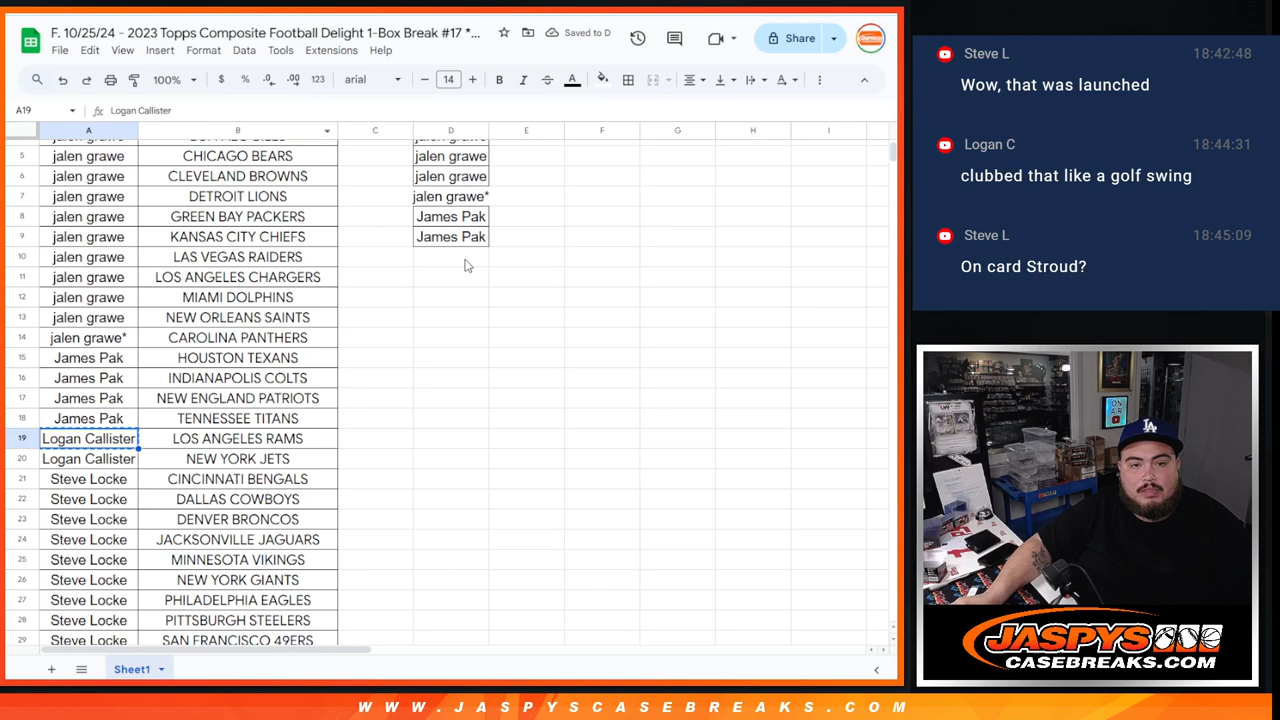 F. 10/25/24 - 2023 Topps Composite Football Delight 1-Box Break #17 *...
Saved to D
File Edit View Insert Format Data Tools Extensions Help
Share
100% $ % .0 .00 123 arial 14
A19 Logan Callister
A B C D E F G H I
5 jalen grawe CHICAGO BEARS jalen grawe
6 jalen grawe CLEVELAND BROWNS jalen grawe
7 jalen grawe DETROIT LIONS jalen grawe*
8 jalen grawe GREEN BAY PACKERS James Pak
9 jalen grawe KANSAS CITY CHIEFS James Pak
10 jalen grawe LAS VEGAS RAIDERS
11 jalen grawe LOS ANGELES CHARGERS
12 jalen grawe MIAMI DOLPHINS
13 jalen grawe NEW ORLEANS SAINTS
14 jalen grawe* CAROLINA PANTHERS
15 James Pak HOUSTON TEXANS
16 James Pak INDIANAPOLIS COLTS
17 James Pak NEW ENGLAND PATRIOTS
18 James Pak TENNESSEE TITANS
19 Logan Callister LOS ANGELES RAMS
20 Logan Callister NEW YORK JETS
21 Steve Locke CINCINNATI BENGALS
22 Steve Locke DALLAS COWBOYS
23 Steve Locke DENVER BRONCOS
24 Steve Locke JACKSONVILLE JAGUARS
25 Steve Locke MINNESOTA VIKINGS
26 Steve Locke NEW YORK GIANTS
27 Steve Locke PHILADELPHIA EAGLES
28 Steve Locke PITTSBURGH STEELERS
29 Steve Locke SAN FRANCISCO 49ERS
Sheet1
Steve L 18:42:48
Wow, that was launched
Logan C 18:44:31
clubbed that like a golf swing
Steve L 18:45:09
On card Stroud?
ON
AIR
LA
JASPYS
CASEBREAKS.COM
WWW.JASPYSCASEBREAKS.COM